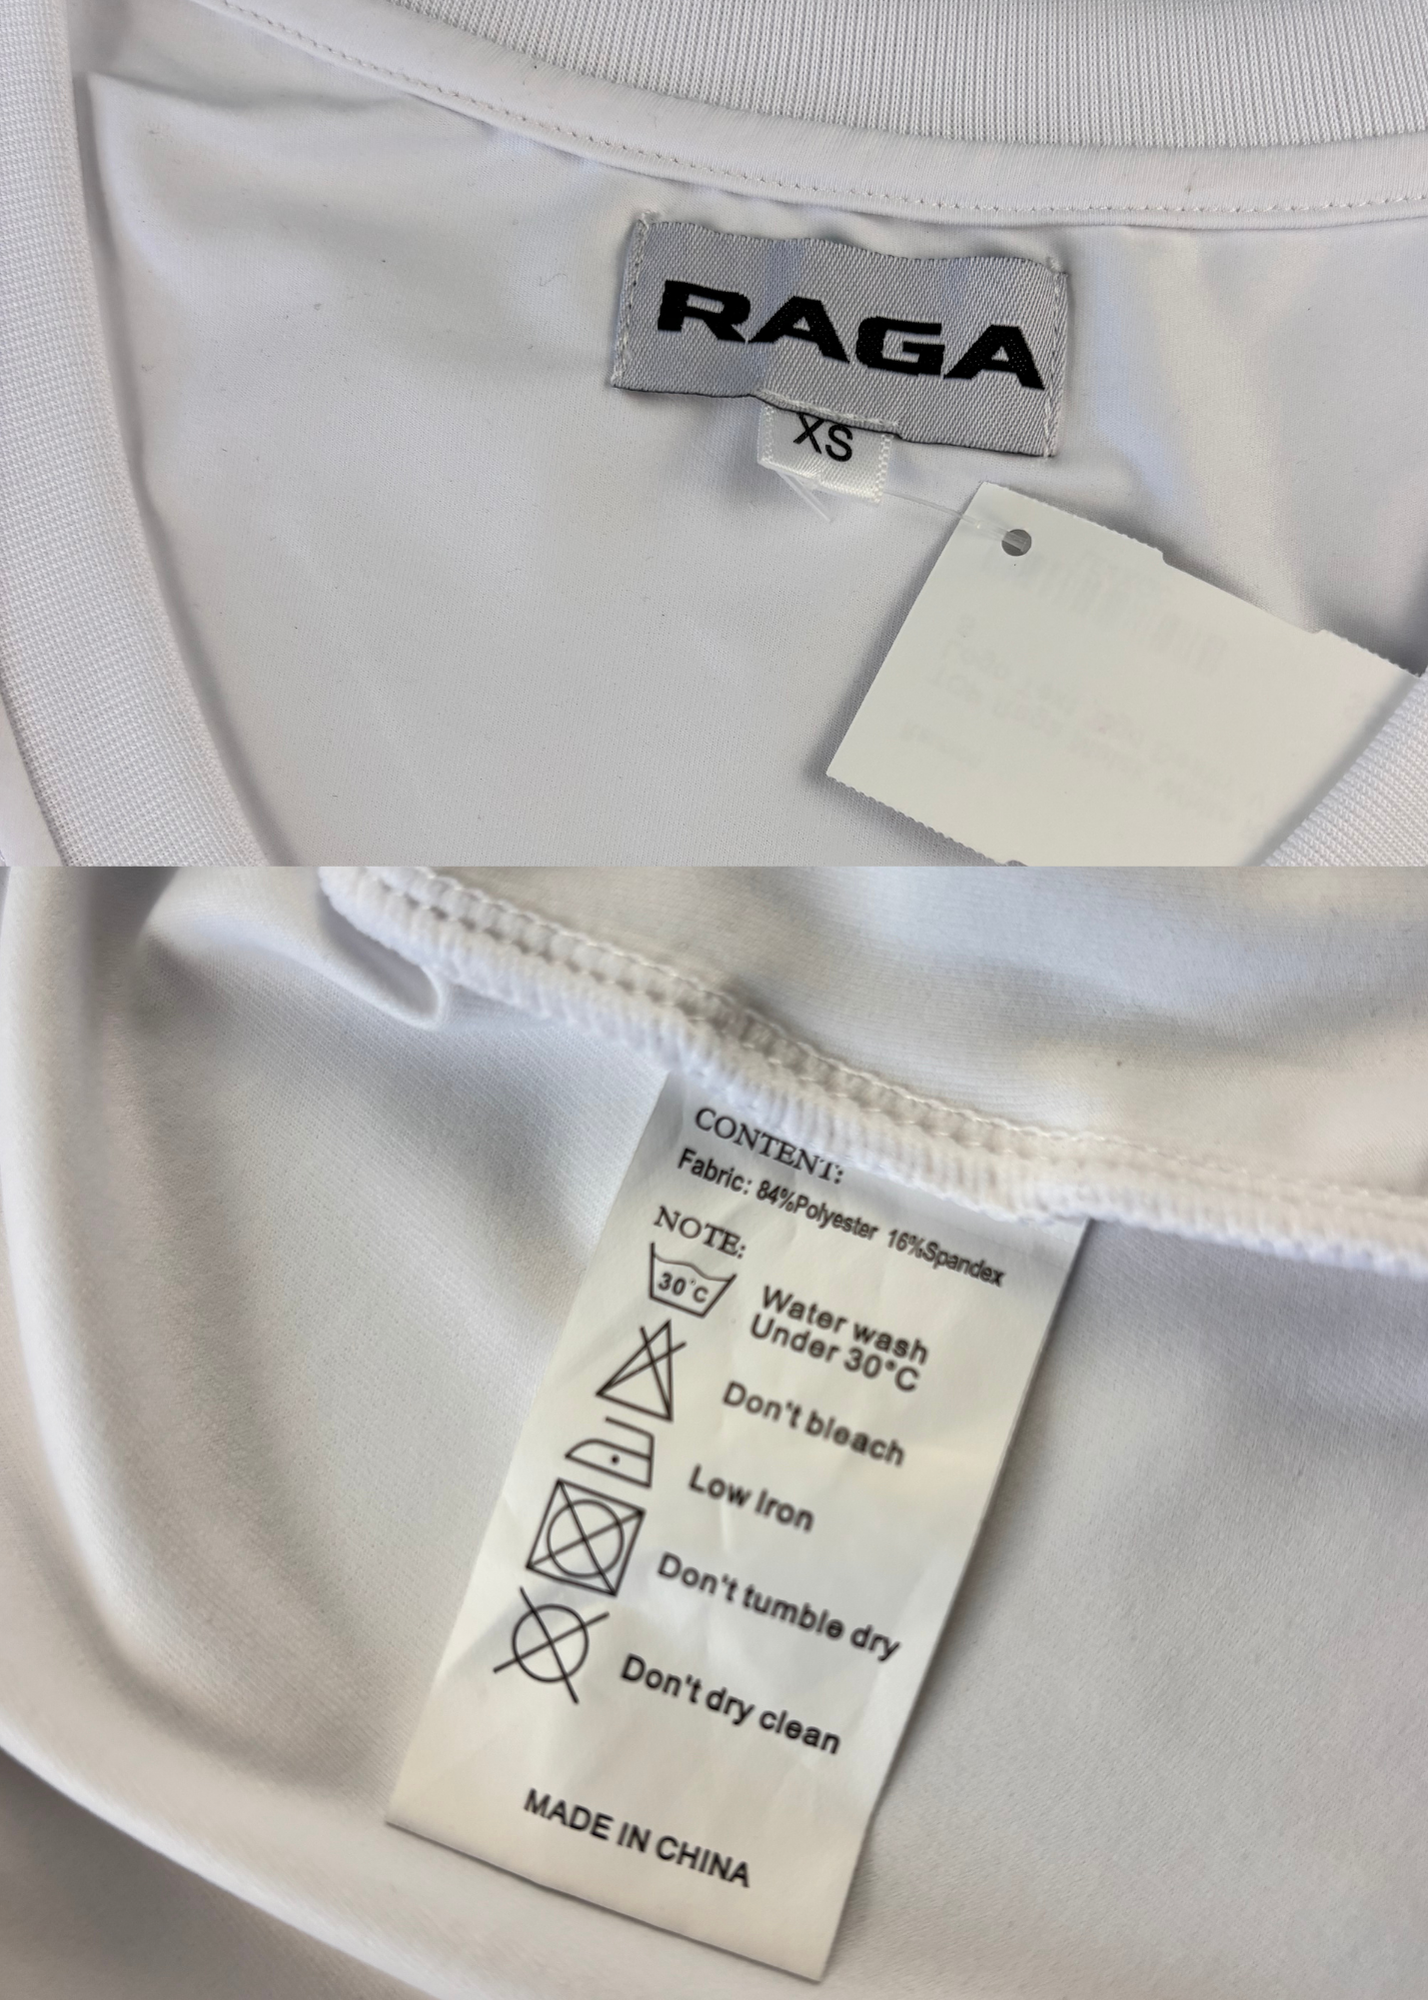 RAGA
XS
CONTENT:
Fabric: 84%Polyester 16%Spandex
NOTE:
30°C
Water wash
Under 30°C
Don't bleach
Low Iron
Don't tumble dry
Don't dry clean
MADE IN CHINA